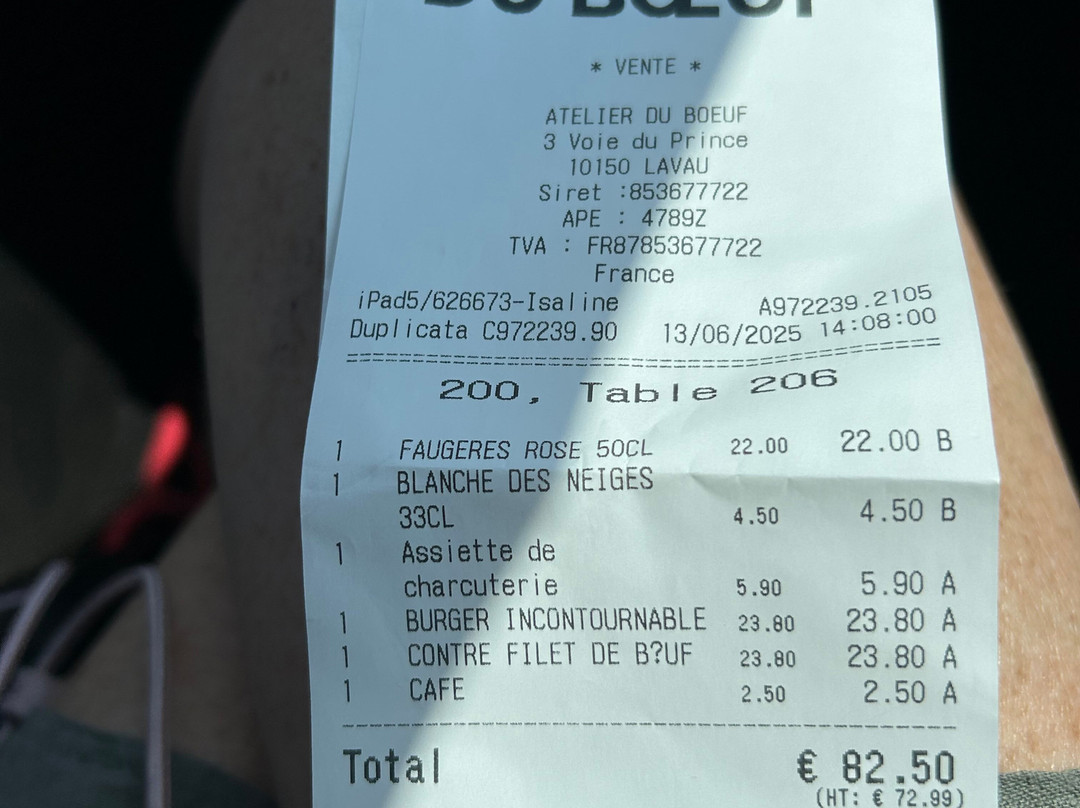 DU BŒUF
* VENTE *
ATELIER DU BOEUF
3 Voie du Prince
10150 LAVAU
Siret :853677722
APE : 4789Z
TVA : FR87853677722
France
iPad5/626673-Isaline A972239.2105
Duplicata C972239.90 13/06/2025 14:08:00
200, Table 206
1 FAUGERES ROSE 50CL 22.00 22.00 B
1 BLANCHE DES NEIGES
33CL 4.50 4.50 B
1 Assiette de
charcuterie 5.90 5.90 A
1 BURGER INCONTOURNABLE 23.80 23.80 A
1 CONTRE FILET DE B?UF 23.80 23.80 A
1 CAFE 2.50 2.50 A
Total € 82.50
(HT: € 72.99)